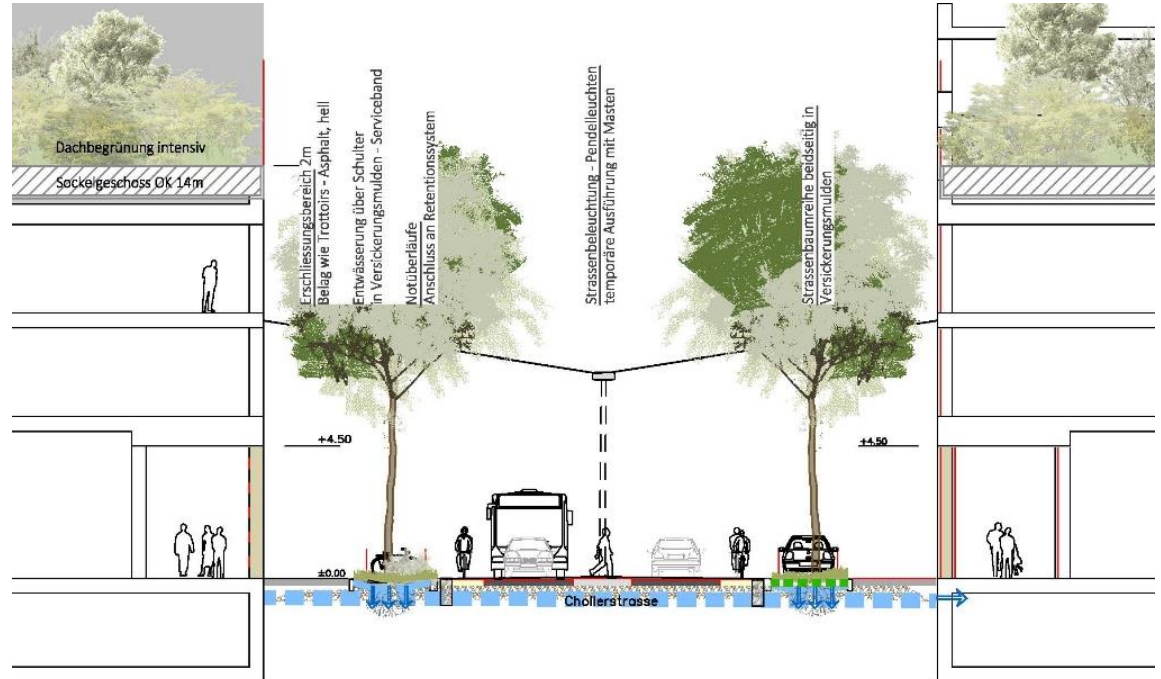 Dachbegrünung intensiv
Sockelgeschoss OK 14m
Erschliessungsbereich 2m
Belag wie Trottoirs - Asphalt, hell
Entwässerung über Schulter
in Versickerungsmulden - Serviceband
Notüberläufe
Anschluss an Retentionssystem
Strassenbeleuchtung - Pendelleuchten
temporäre Ausführung mit Masten
Strassenbaumreihe beidseitig in
Versickerungsmulden
+4.50
+4.50
±0.00
Chollerstrasse